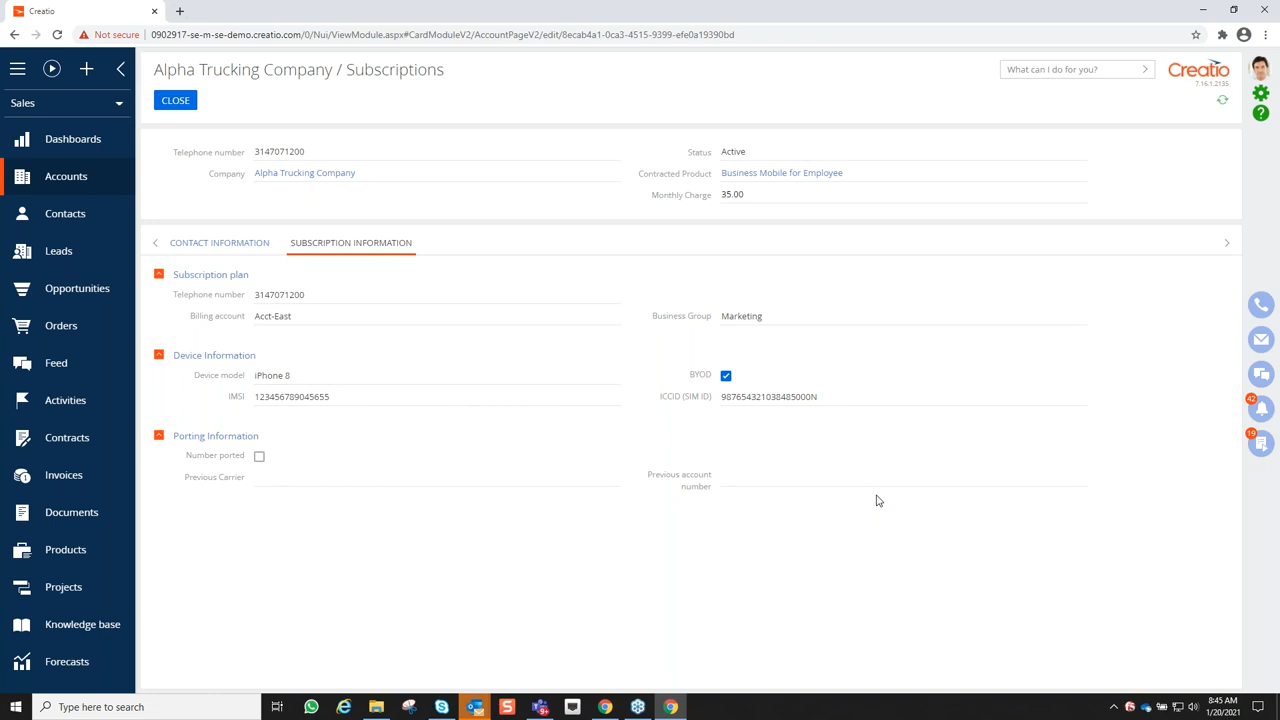 Creatio
Not secure 0902917-se-m-se-demo.creatio.com/0/Nui/ViewModule.aspx#CardModuleV2/AccountPageV2/edit/8ecab4a1-0ca3-4515-9399-efe0a19390bd
Alpha Trucking Company / Subscriptions
What can I do for you?
Creatio
7.16.1.2135
CLOSE
Sales
Dashboards
Accounts
Contacts
Leads
Opportunities
Orders
Feed
Activities
Contracts
Invoices
Documents
Products
Projects
Knowledge base
Forecasts
Telephone number 3147071200 Status Active
Company Alpha Trucking Company Contracted Product Business Mobile for Employee
Monthly Charge 35.00
CONTACT INFORMATION SUBSCRIPTION INFORMATION
Subscription plan
Telephone number 3147071200
Billing account Acct-East Business Group Marketing
Device Information
Device model iPhone 8 BYOD
IMSI 123456789045655 ICCID (SIM ID) 987654321038485000N
Porting Information
Number ported
Previous Carrier Previous account
number
42
19
Type here to search
8:45 AM
1/20/2021